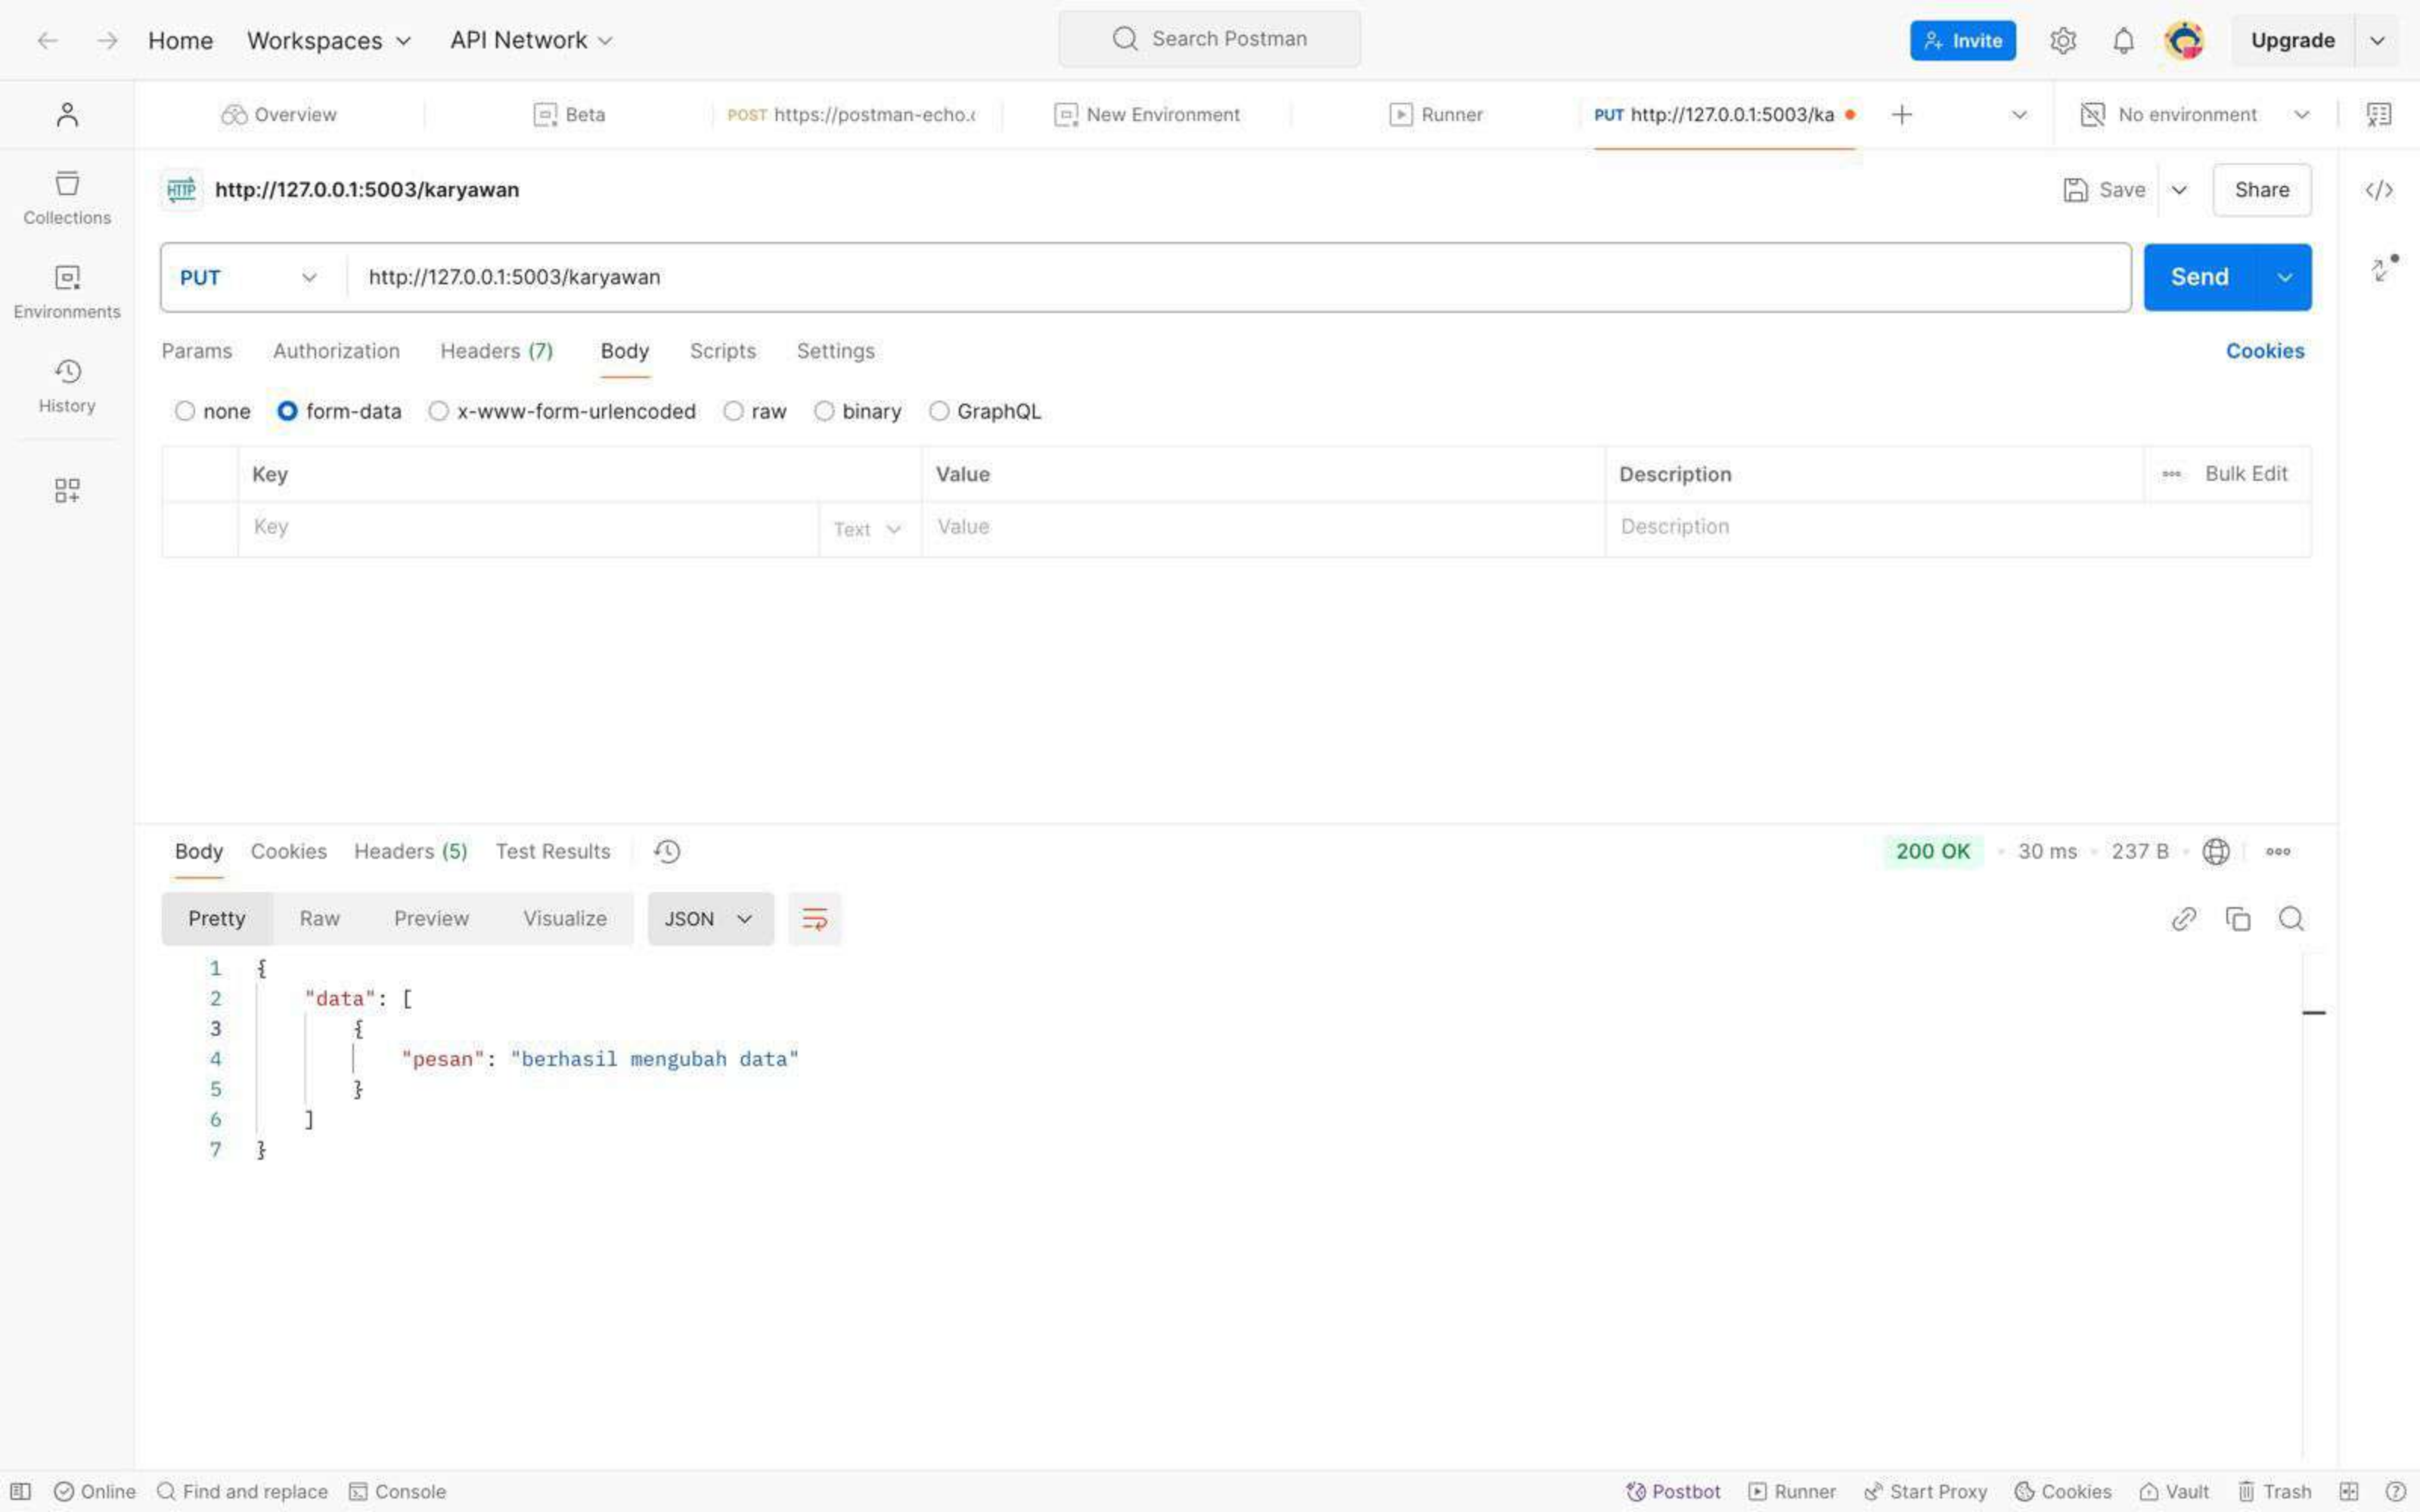 Home Workspaces API Network Search Postman Invite Upgrade
Overview Beta POST https://postman-echo.c New Environment Runner PUT http://127.0.0.1:5003/ka No environment
HTTP http://127.0.0.1:5003/karyawan Save Share
Collections
PUT http://127.0.0.1:5003/karyawan Send
Environments
Params Authorization Headers (7) Body Scripts Settings Cookies
History
none form-data x-www-form-urlencoded raw binary GraphQL
Key Value Description Bulk Edit
Key Text Value Description
Body Cookies Headers (5) Test Results 200 OK 30 ms 237 B
Pretty Raw Preview Visualize JSON
1 {
2 "data": [
3 {
4 "pesan": "berhasil mengubah data"
5 }
6 ]
7 }
Online Find and replace Console Postbot Runner Start Proxy Cookies Vault Trash